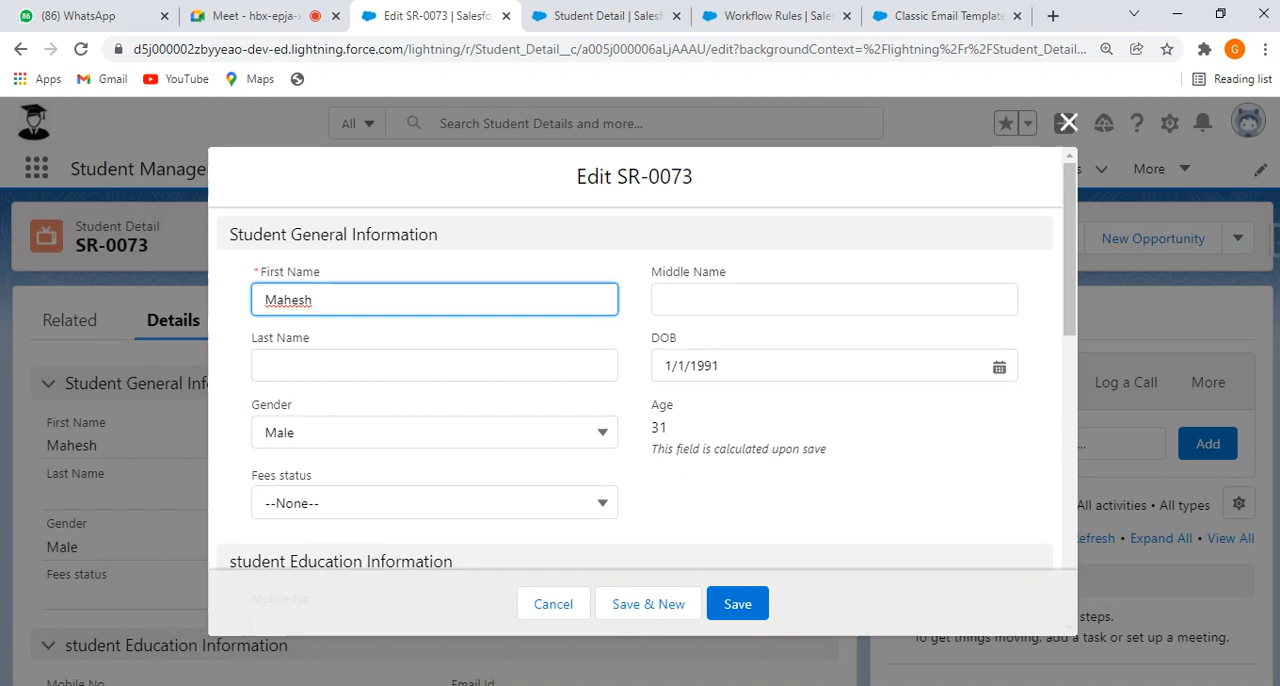 (86) WhatsApp
Meet - hbx-epja-x
Edit SR-0073 | Salesfo
Student Detail | Salesf
Workflow Rules | Sales
Classic Email Template
d5j000002zbyyeao-dev-ed.lightning.force.com/lightning/r/Student_Detail__c/a005j000006aLjAAAU/edit?backgroundContext=%2Flightning%2Fr%2FStudent_Detail...
G
Apps
Gmail
YouTube
Maps
Reading list
All
Search Student Details and more...
Student Manage
More
Edit SR-0073
Student Detail
SR-0073
New Opportunity
Student General Information
*First Name
Mahesh
Middle Name
Last Name
DOB
1/1/1991
Gender
Male
Age
31
This field is calculated upon save
Fees status
--None--
student Education Information
Mobile No
Cancel
Save & New
Save
Related
Details
Student General Inf
First Name
Mahesh
Last Name
Gender
Male
Fees status
student Education Information
Mobile No
Email id
Log a Call
More
Add
All activities • All types
efresh • Expand All • View All
steps.
To get things moving, add a task or set up a meeting.